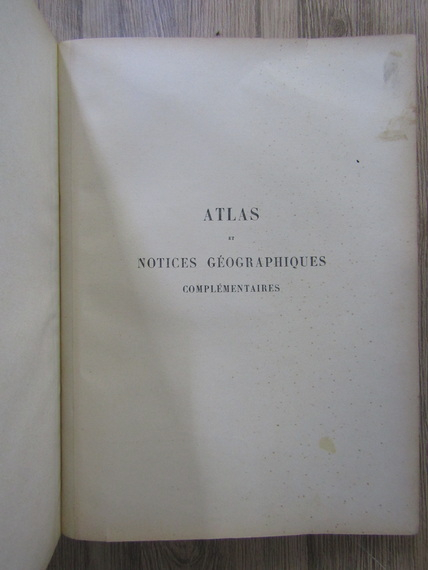 ATLAS
ET
NOTICES GÉOGRAPHIQUES
COMPLÉMENTAIRES